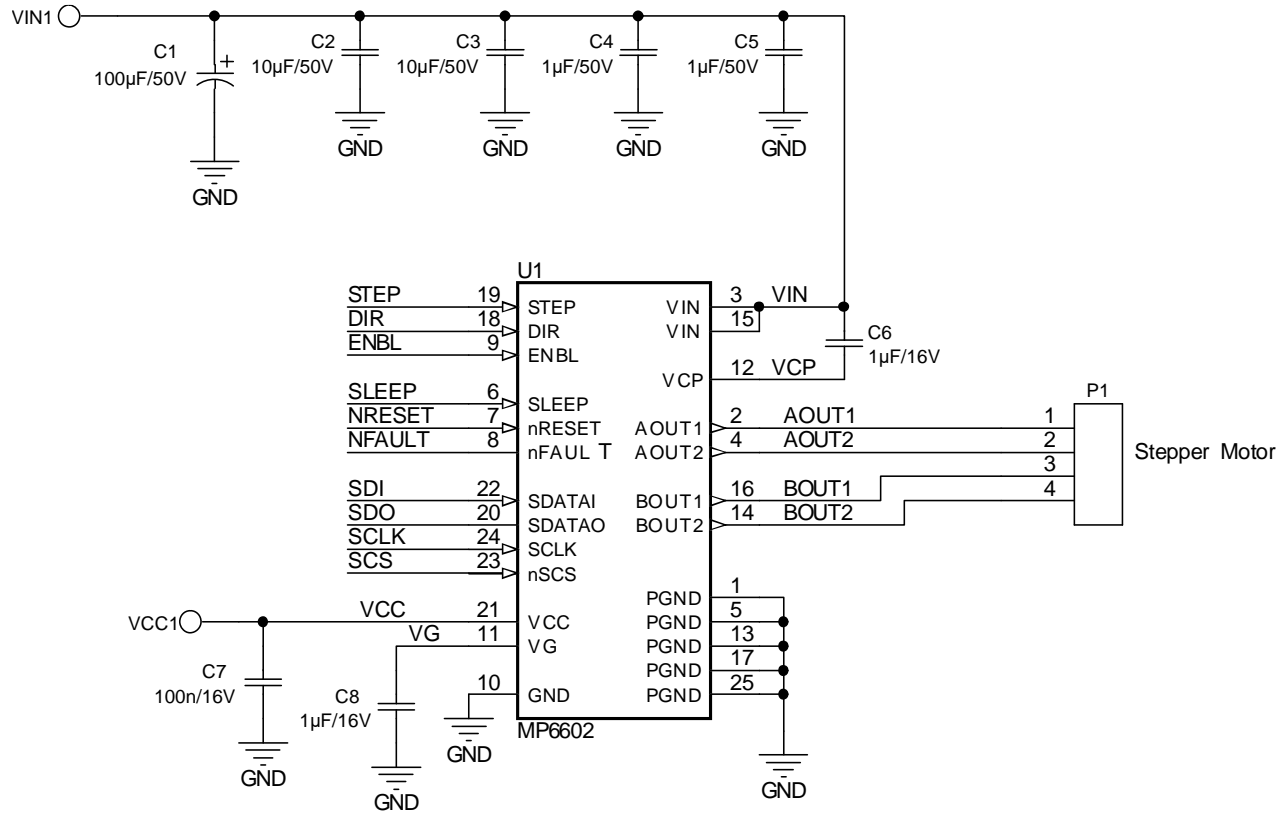 VIN1
C1
100µF/50V
+
GND
C2
10µF/50V
GND
C3
10µF/50V
GND
C4
1µF/50V
GND
C5
1µF/50V
GND
U1
STEP 19 STEP
DIR 18 DIR
ENBL 9 ENBL
SLEEP 6 SLEEP
NRESET 7 nRESET
NFAULT 8 nFAUL T
SDI 22 SDATAI
SDO 20 SDATAO
SCLK 24 SCLK
SCS 23 nSCS
VCC1
VCC 21 VCC
VG 11 VG
10 GND
VIN 3 VIN
VIN 15
VCP 12 VCP
AOUT1 2 AOUT1
AOUT2 4 AOUT2
BOUT1 16 BOUT1
BOUT2 14 BOUT2
PGND 1
PGND 5
PGND 13
PGND 17
PGND 25
MP6602
C6
1µF/16V
P1
1
2
3
4
Stepper Motor
C7
100n/16V
GND
C8
1µF/16V
GND
GND
GND